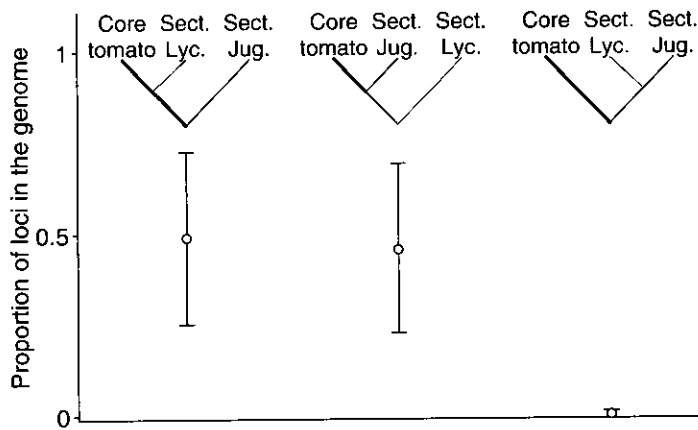 Core Sect. Sect.
tomato Lyc. Jug.
Core Sect. Sect.
tomato Jug. Lyc.
Core Sect. Sect.
tomato Lyc. Jug.
1
0.5
0
Proportion of loci in the genome